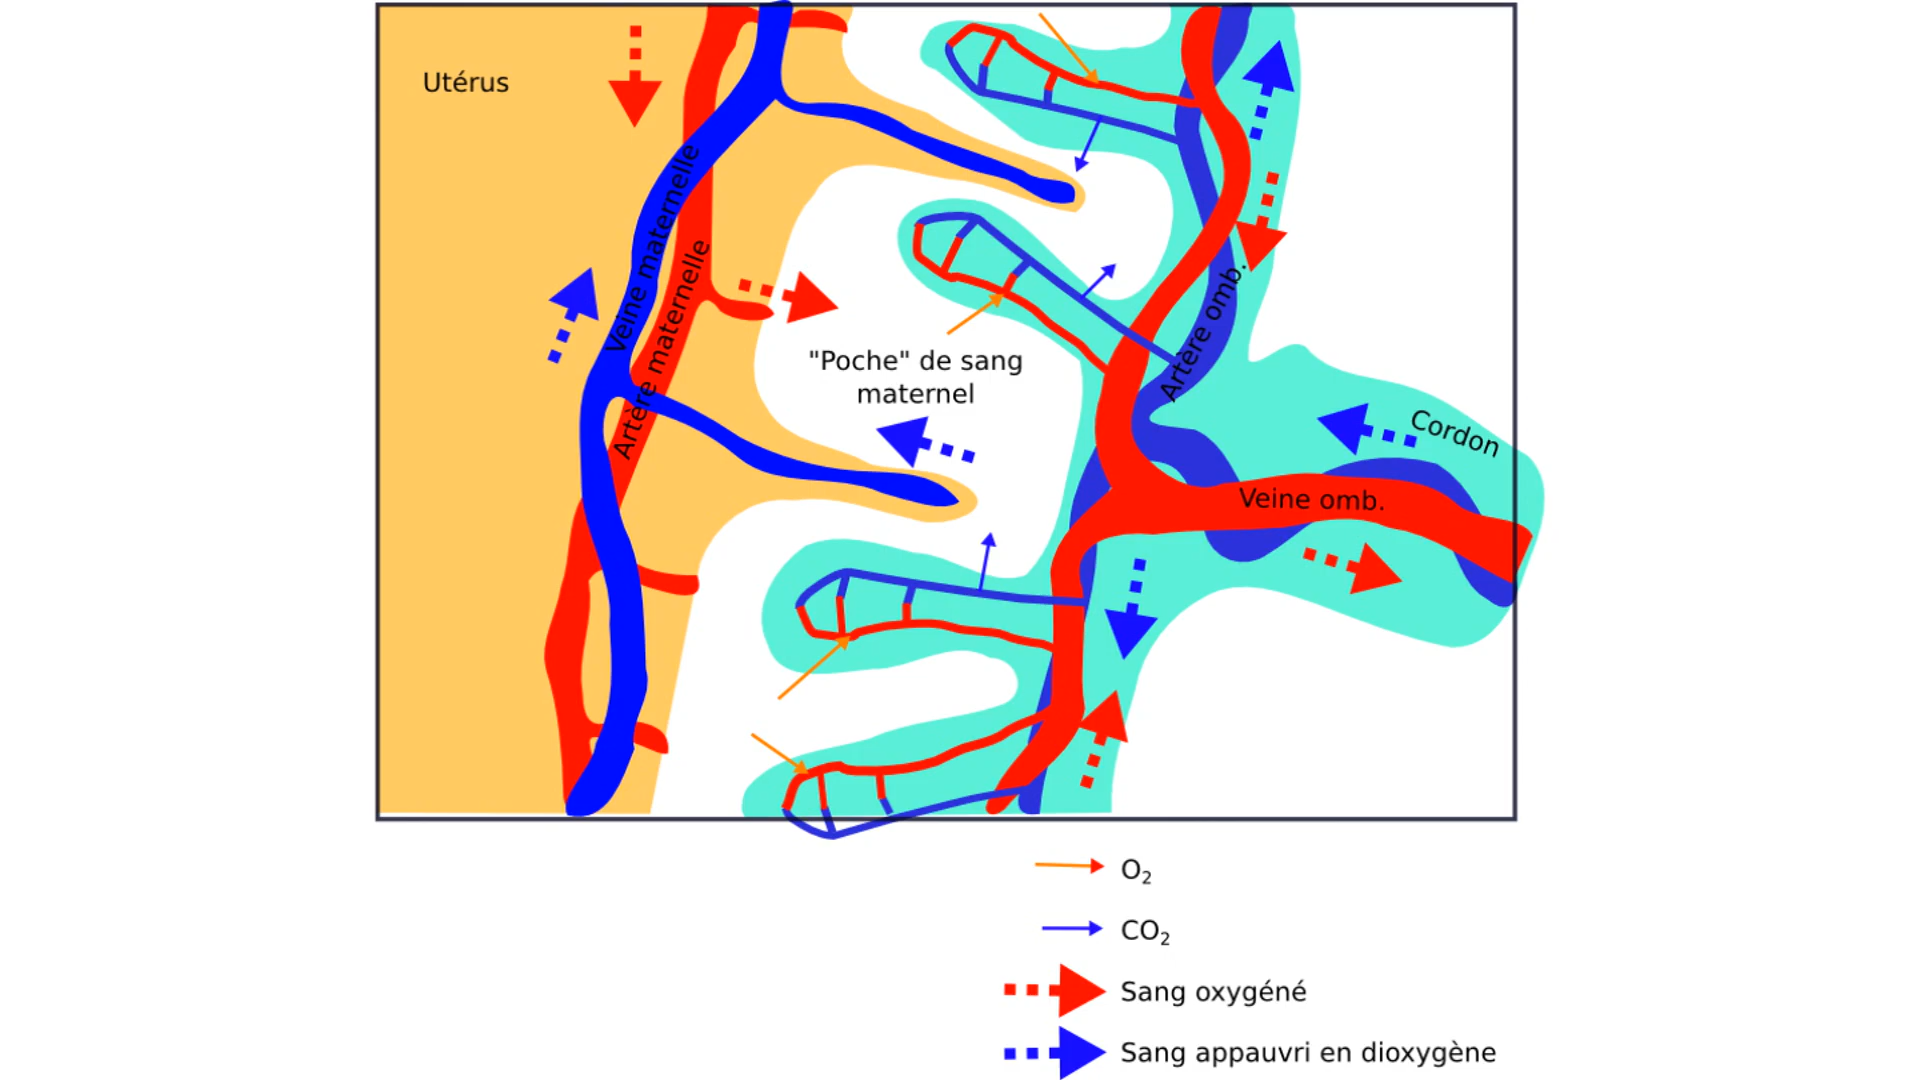 Utérus
Veine maternelle
Artère maternelle
"Poche" de sang
maternel
Artère omb.
Cordon
Veine omb.
O₂
CO₂
Sang oxygéné
Sang appauvri en dioxygène